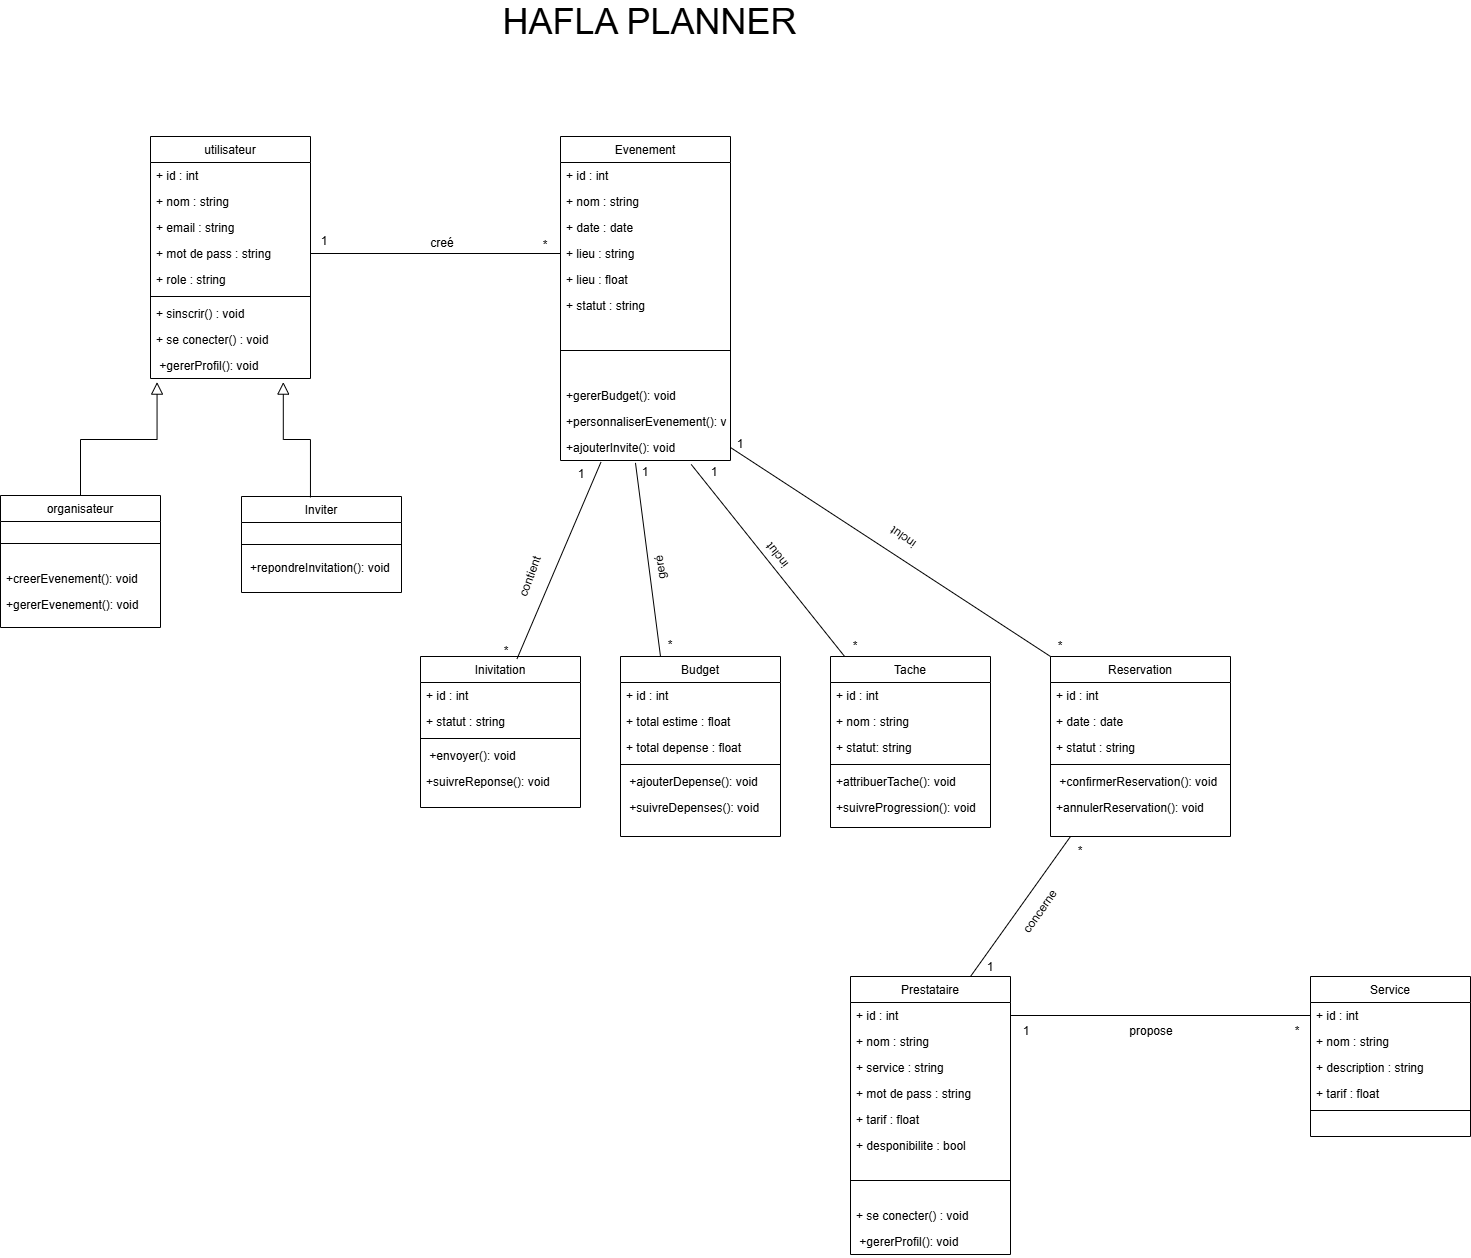 HAFLA PLANNER
utilisateur
+ id : int
+ nom : string
+ email : string
+ mot de pass : string
+ role : string
+ sinscrir() : void
+ se conecter() : void
+gererProfil(): void
1
creé
*
Evenement
+ id : int
+ nom : string
+ date : date
+ lieu : string
+ lieu : float
+ statut : string
+gererBudget(): void
+personnaliserEvenement(): v
+ajouterInvite(): void
organisateur
+creerEvenement(): void
+gererEvenement(): void
Inviter
+repondreInvitation(): void
1
contient
*
1
geré
*
1
inclut
*
1
inclut
*
Inivitation
+ id : int
+ statut : string
+envoyer(): void
+suivreReponse(): void
Budget
+ id : int
+ total estime : float
+ total depense : float
+ajouterDepense(): void
+suivreDepenses(): void
Tache
+ id : int
+ nom : string
+ statut: string
+attribuerTache(): void
+suivreProgression(): void
Reservation
+ id : int
+ date : date
+ statut : string
+confirmerReservation(): void
+annulerReservation(): void
*
concerne
1
Prestataire
+ id : int
+ nom : string
+ service : string
+ mot de pass : string
+ tarif : float
+ desponibilite : bool
+ se conecter() : void
+gererProfil(): void
1
propose
*
Service
+ id : int
+ nom : string
+ description : string
+ tarif : float